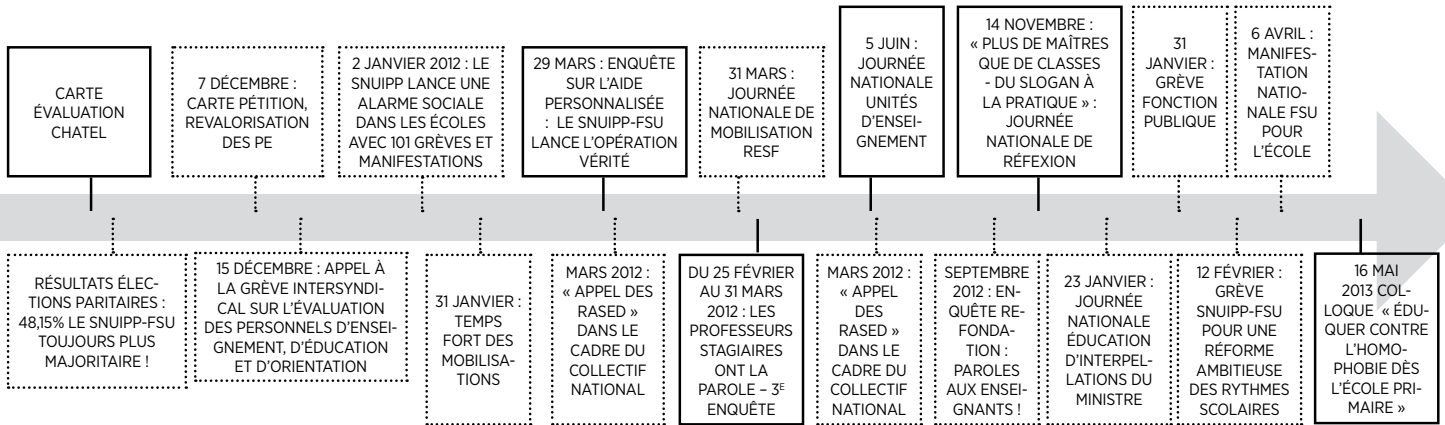 CARTE
ÉVALUATION
CHATEL
7 DÉCEMBRE :
CARTE PÉTITION,
REVALORISATION
DES PE
2 JANVIER 2012 : LE
SNUIPP LANCE UNE
ALARME SOCIALE
DANS LES ÉCOLES
AVEC 101 GRÈVES ET
MANIFESTATIONS
29 MARS : ENQUÊTE
SUR L’AIDE
PERSONNALISÉE
: LE SNUIPP-FSU
LANCE L’OPÉRATION
VÉRITÉ
31 MARS :
JOURNÉE
NATIONALE DE
MOBILISATION
RESF
5 JUIN :
JOURNÉE
NATIONALE
UNITÉS
D’ENSEI-
GNEMENT
14 NOVEMBRE :
« PLUS DE MAÎTRES
QUE DE CLASSES
- DU SLOGAN À
LA PRATIQUE » :
JOURNÉE
NATIONALE DE
RÉFEXION
31
JANVIER :
GRÈVE
FONCTION
PUBLIQUE
6 AVRIL :
MANIFES-
TATION
NATIO-
NALE FSU
POUR
L’ÉCOLE
RÉSULTATS ÉLEC-
TIONS PARITAIRES :
48,15% LE SNUIPP-FSU
TOUJOURS PLUS
MAJORITAIRE !
15 DÉCEMBRE : APPEL À
LA GRÈVE INTERSYNDI-
CAL SUR L’ÉVALUATION
DES PERSONNELS D’ENSEI-
GNEMENT, D’ÉDUCATION
ET D’ORIENTATION
31 JANVIER :
TEMPS
FORT DES
MOBILISA-
TIONS
MARS 2012 :
« APPEL DES
RASED »
DANS LE
CADRE DU
COLLECTIF
NATIONAL
DU 25 FÉVRIER
AU 31 MARS
2012 : LES
PROFESSEURS
STAGIAIRES
ONT LA
PAROLE – 3E
ENQUÊTE
MARS 2012 :
« APPEL
DES
RASED »
DANS LE
CADRE DU
COLLECTIF
NATIONAL
SEPTEMBRE
2012 : EN-
QUÊTE RE-
FONDA-
TION :
PAROLES
AUX ENSEI-
GNANTS !
23 JANVIER :
JOURNÉE
NATIONALE
ÉDUCATION
D’INTERPEL-
LATIONS DU
MINISTRE
12 FÉVRIER :
GRÈVE
SNUIPP-FSU
POUR UNE
RÉFORME
AMBITIEUSE
DES RYTHMES
SCOLAIRES
16 MAI
2013 COL-
LOQUE « ÉDU-
QUER CONTRE
L’HOMO-
PHOBIE DÈS
L’ÉCOLE PRI-
MAIRE »